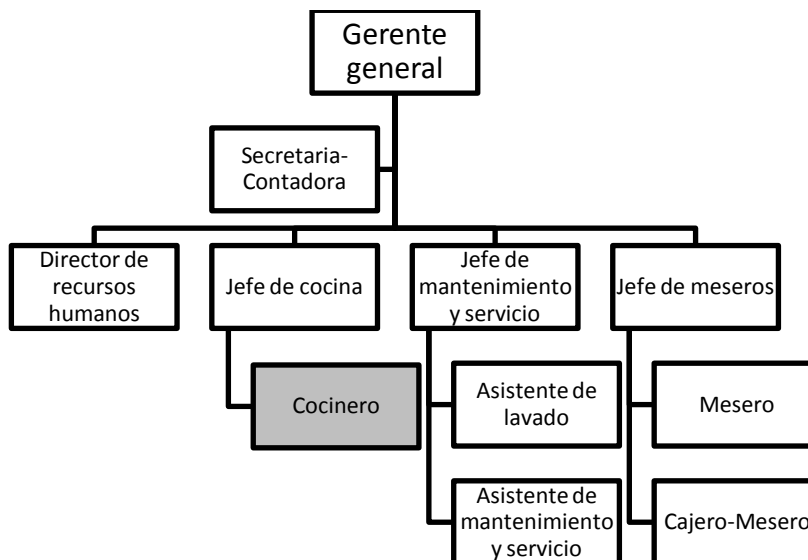 Gerente
general
Secretaria-
Contadora
Director de
recursos
humanos
Jefe de cocina
Jefe de
mantenimiento
y servicio
Jefe de meseros
Cocinero
Asistente de
lavado
Mesero
Asistente de
mantenimiento
y servicio
Cajero-Mesero